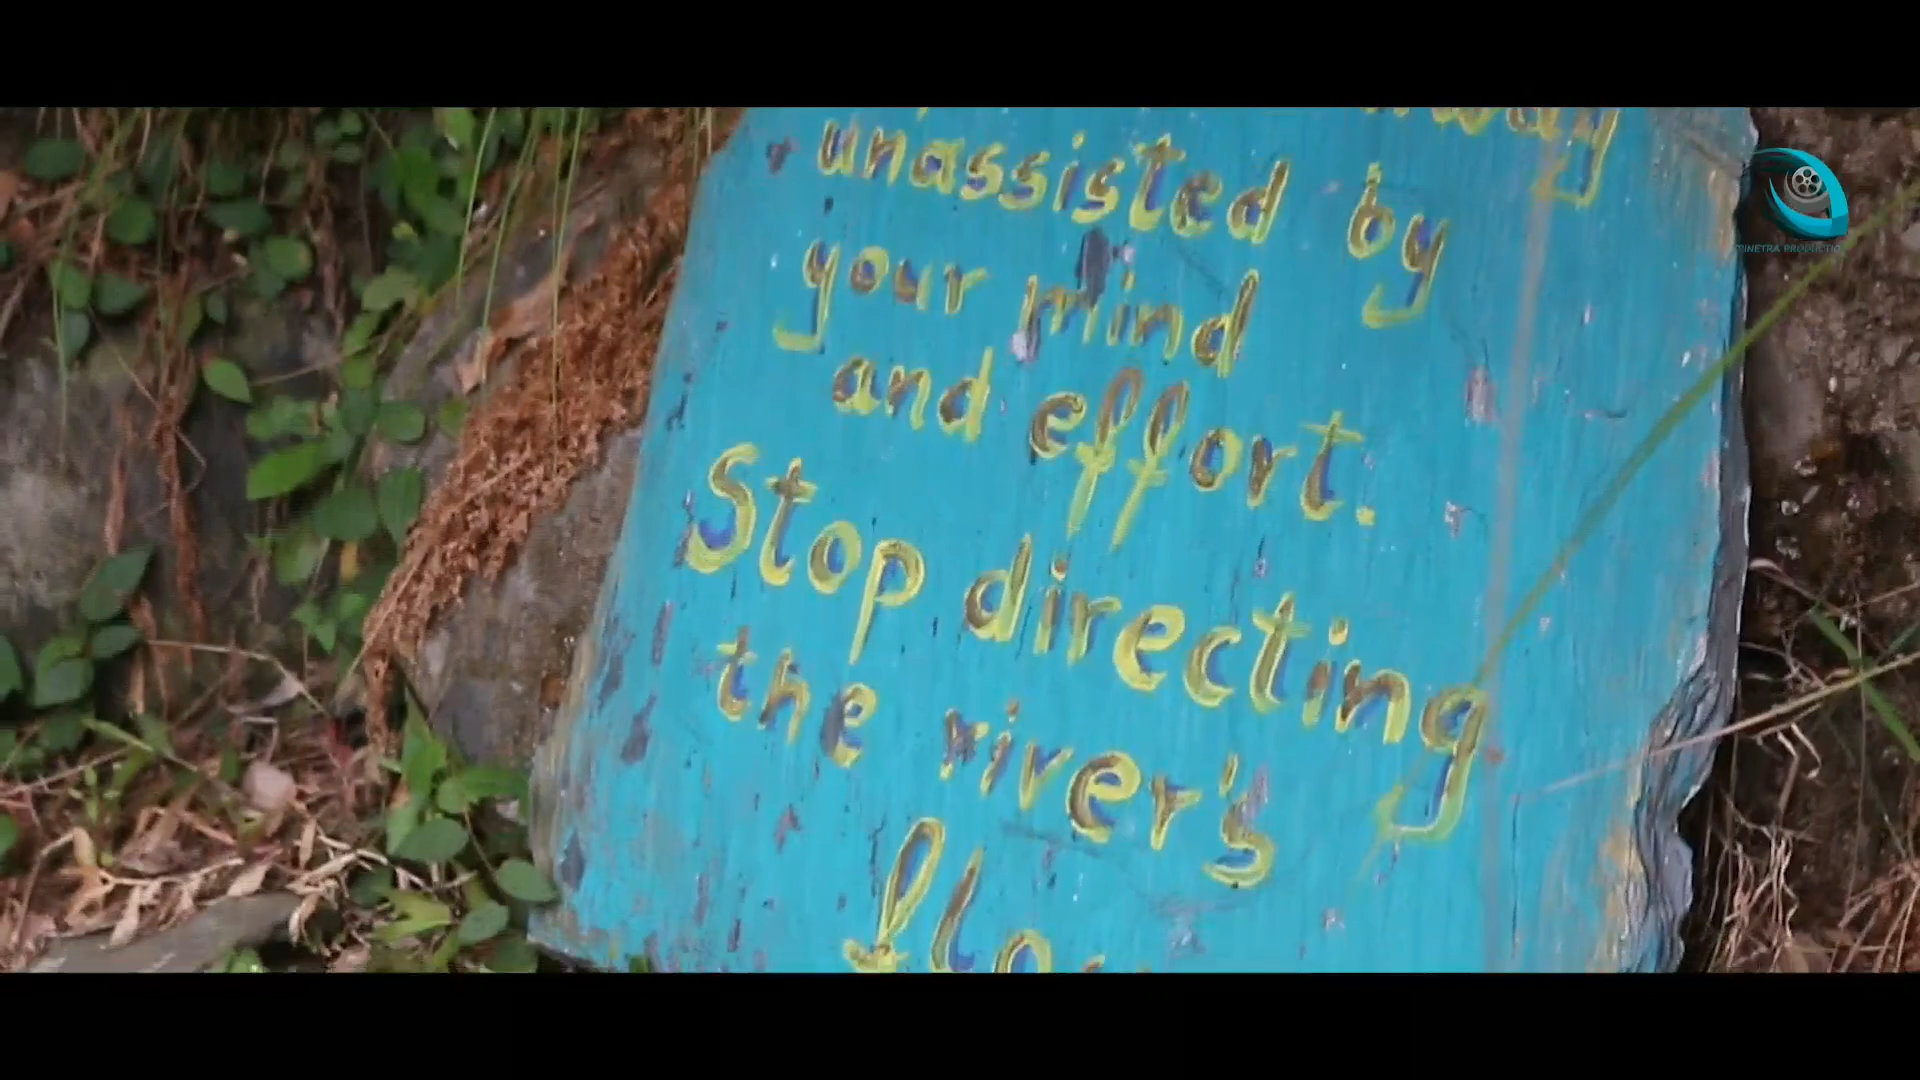 unassisted by
your mind
and effort.
Stop directing
the river's